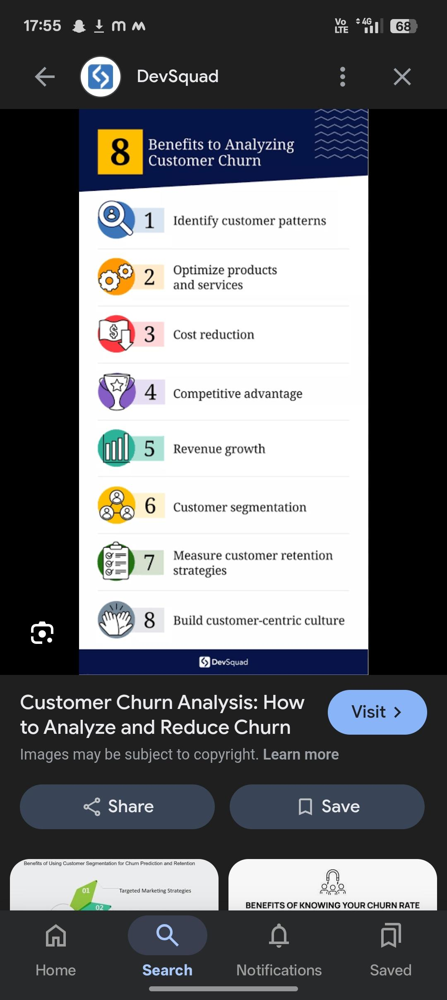 17:55
Vo
LTE
4G
68
DevSquad
8
Benefits to Analyzing
Customer Churn
1 Identify customer patterns
2 Optimize products
and services
3 Cost reduction
4 Competitive advantage
5 Revenue growth
6 Customer segmentation
7 Measure customer retention
strategies
8 Build customer-centric culture
DevSquad
Customer Churn Analysis: How
to Analyze and Reduce Churn
Visit
Images may be subject to copyright. Learn more
Share
Save
Benefits of Using Customer Segmentation for Churn Prediction and Retention
01
Targeted Marketing Strategies
02
BENEFITS OF KNOWING YOUR CHURN RATE
Home
Search
Notifications
Saved